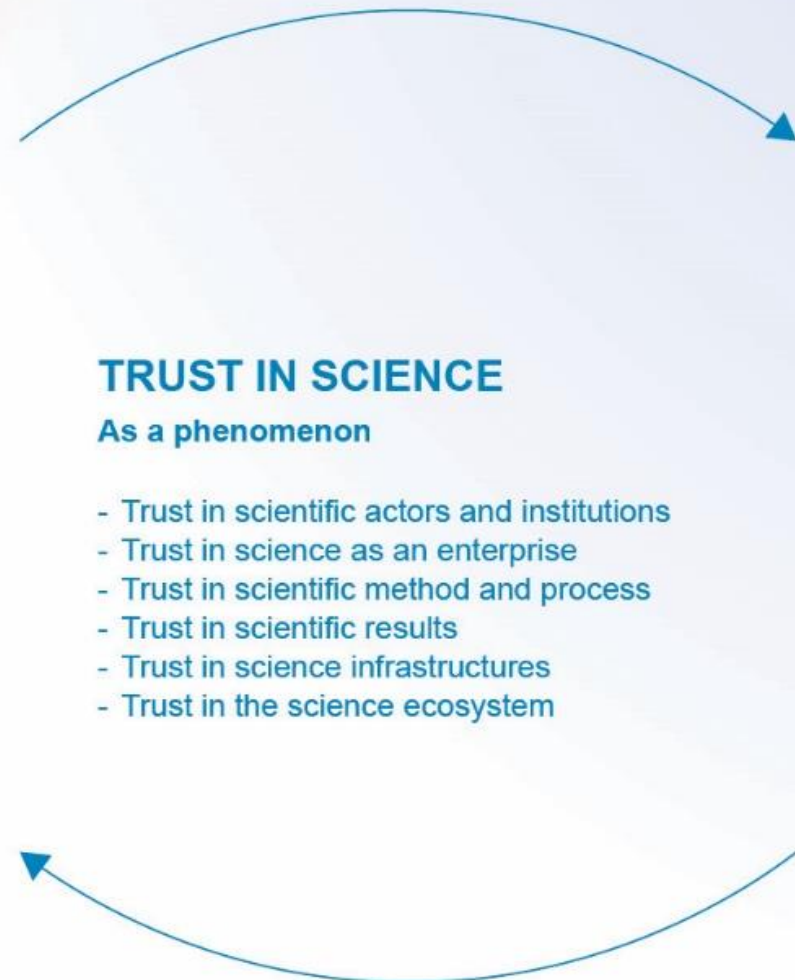 TRUST IN SCIENCE
As a phenomenon
- Trust in scientific actors and institutions
- Trust in science as an enterprise
- Trust in scientific method and process
- Trust in scientific results
- Trust in science infrastructures
- Trust in the science ecosystem